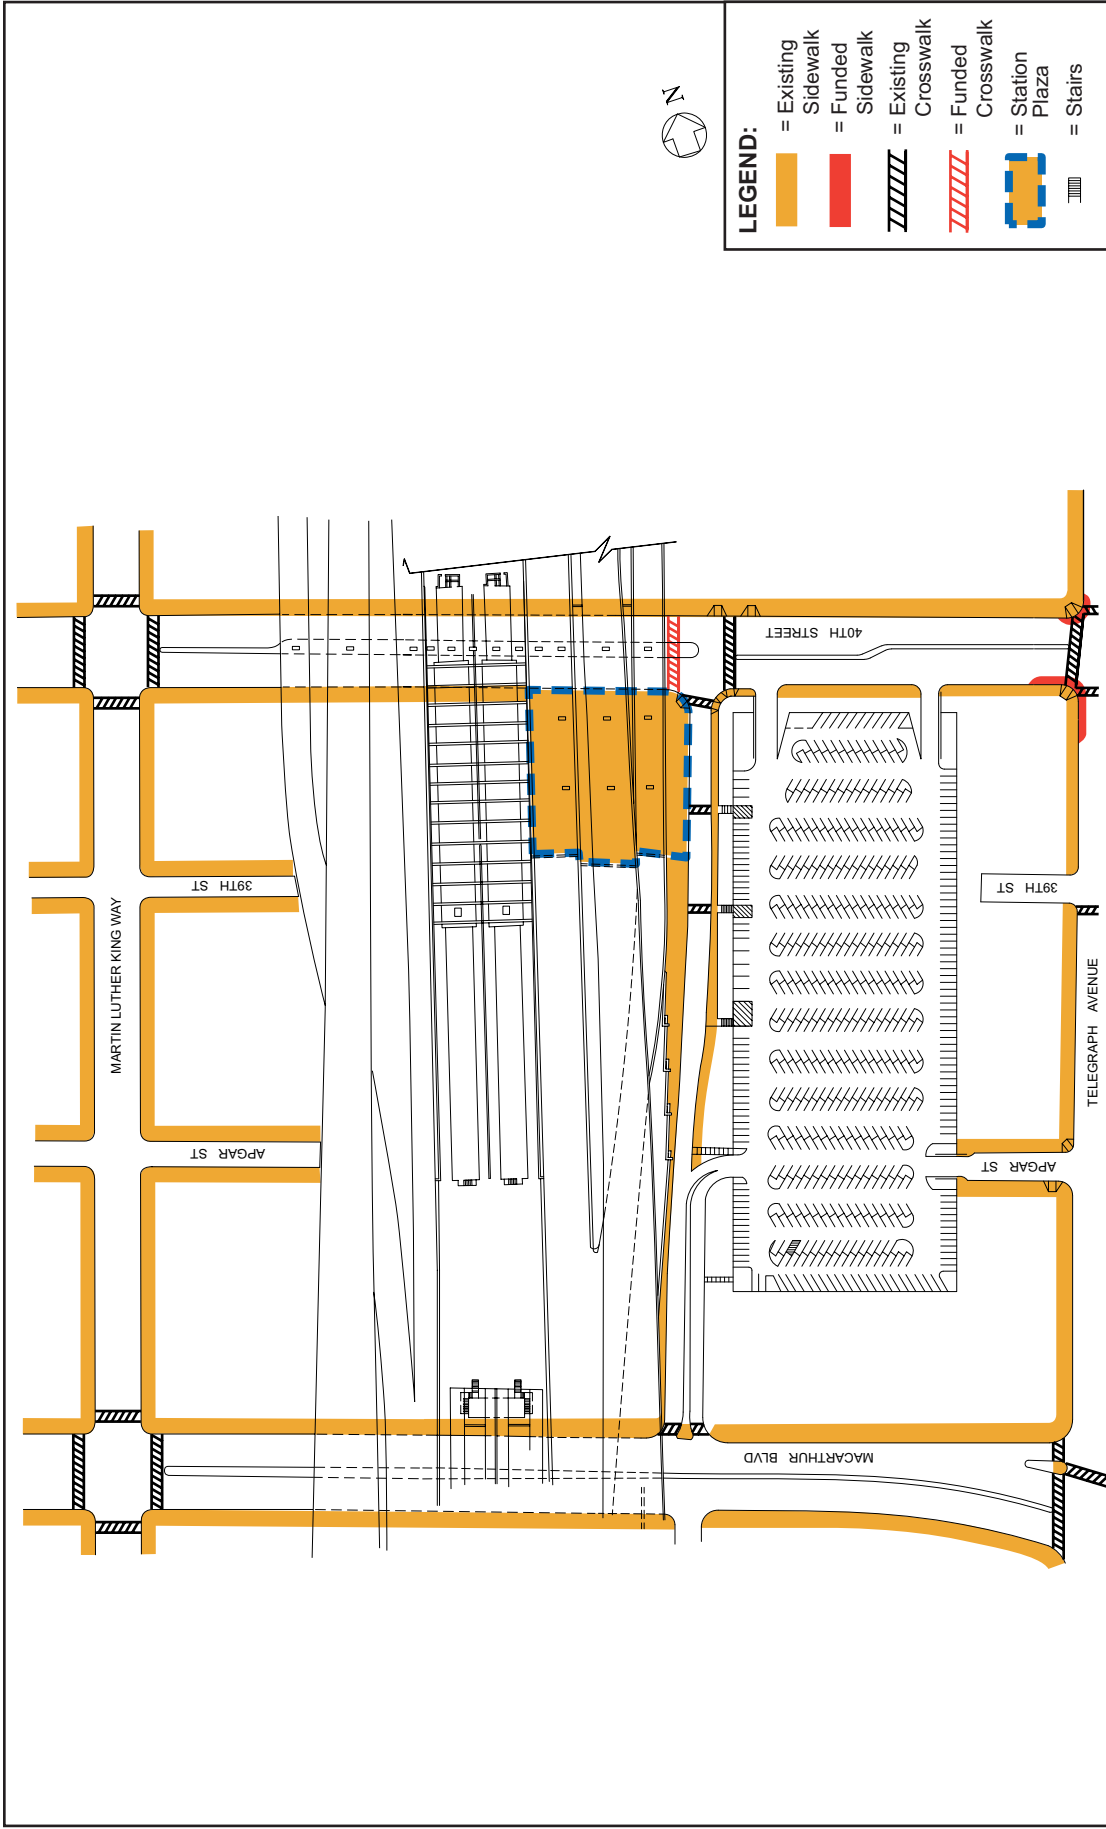 N
LEGEND:
= Existing
Sidewalk
= Funded
Sidewalk
= Existing
Crosswalk
= Funded
Crosswalk
= Station
Plaza
= Stairs
40TH STREET
39TH ST
39TH ST
MARTIN LUTHER KING WAY
TELEGRAPH AVENUE
APGAR ST
APGAR ST
MACARTHUR BLVD